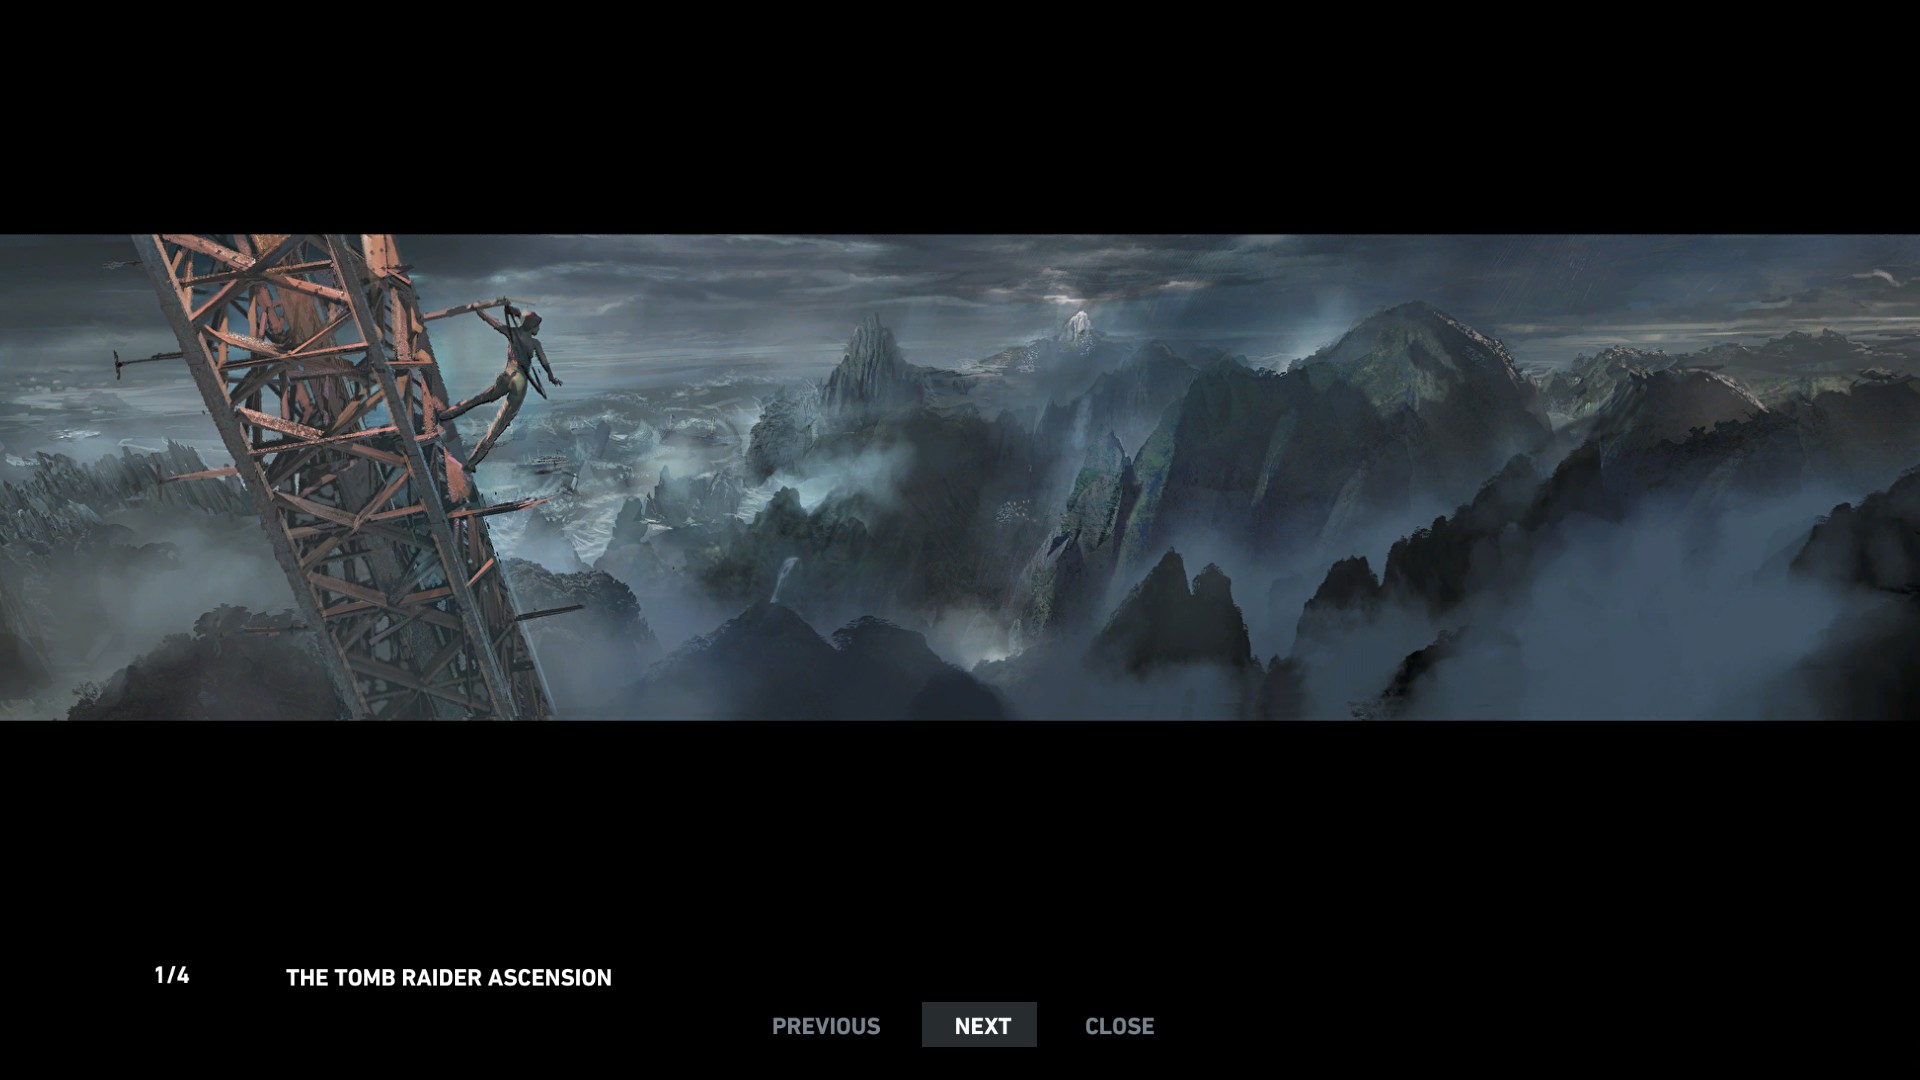 1/4
THE TOMB RAIDER ASCENSION
PREVIOUS
NEXT
CLOSE